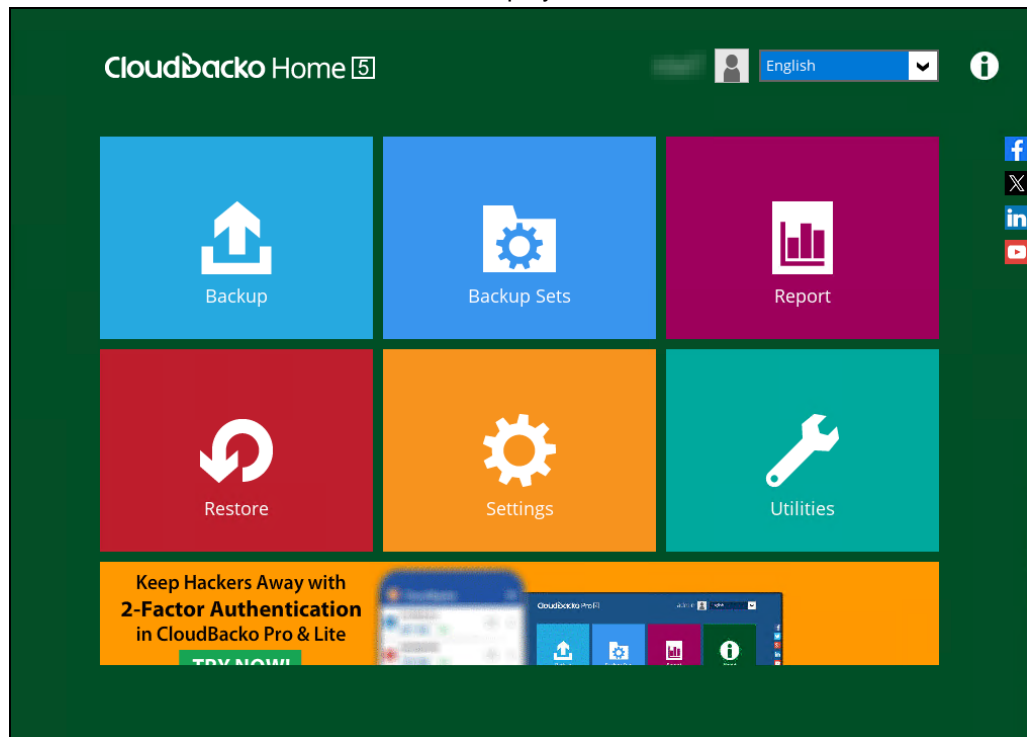 CloudBacko Home 5
English
Backup
Backup Sets
Report
Restore
Settings
Utilities
Keep Hackers Away with
2-Factor Authentication
in CloudBacko Pro & Lite
TRY NOW!
CloudBacko Pro 5